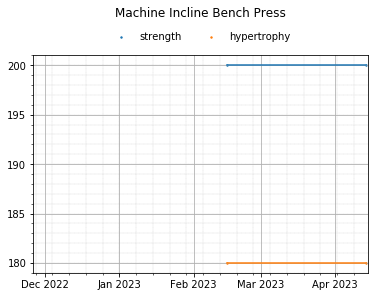 Machine Incline Bench Press
strength hypertrophy
200
195
190
185
180
Dec 2022 Jan 2023 Feb 2023 Mar 2023 Apr 2023